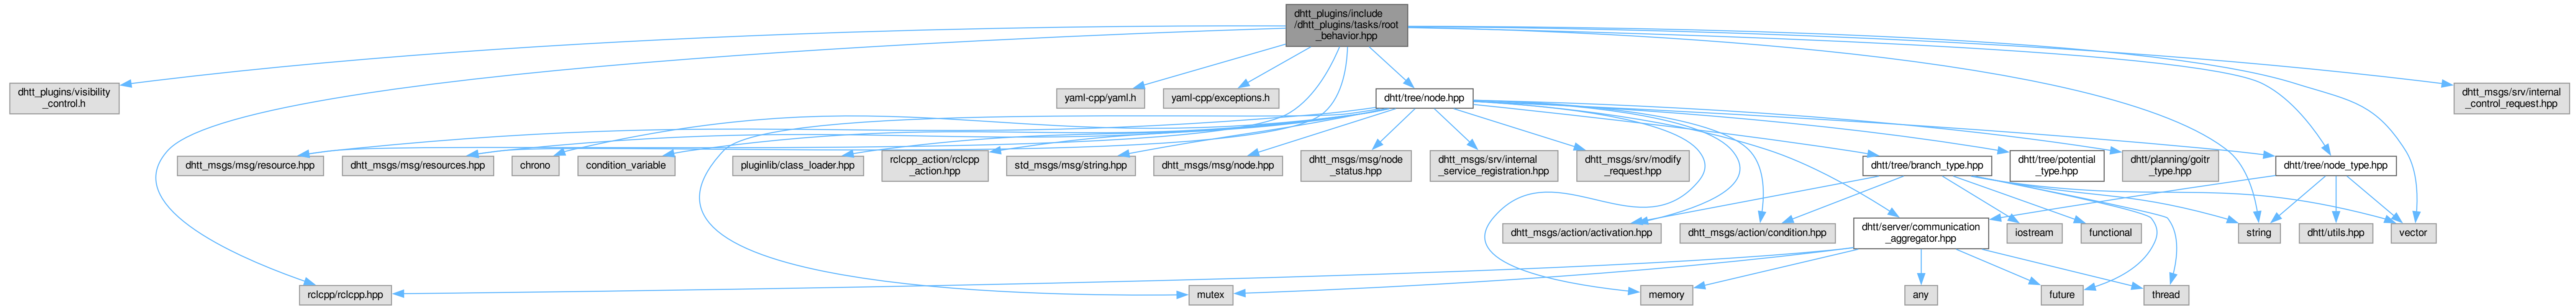 dhtt_plugins/include
/dhtt_plugins/tasks/root
_behavior.hpp
dhtt_plugins/visibility
_control.h
yaml-cpp/yaml.h
yaml-cpp/exceptions.h
dhtt/tree/node.hpp
dhtt_msgs/srv/internal
_control_request.hpp
dhtt_msgs/msg/resource.hpp
dhtt_msgs/msg/resources.hpp
chrono
condition_variable
pluginlib/class_loader.hpp
rclcpp_action/rclcpp
_action.hpp
std_msgs/msg/string.hpp
dhtt_msgs/msg/node.hpp
dhtt_msgs/msg/node
_status.hpp
dhtt_msgs/srv/internal
_service_registration.hpp
dhtt_msgs/srv/modify
_request.hpp
dhtt/tree/branch_type.hpp
dhtt/tree/potential
_type.hpp
dhtt/planning/goitr
_type.hpp
dhtt/tree/node_type.hpp
dhtt_msgs/action/activation.hpp
dhtt_msgs/action/condition.hpp
dhtt/server/communication
_aggregator.hpp
iostream
functional
string
dhtt/utils.hpp
vector
rclcpp/rclcpp.hpp
mutex
memory
any
future
thread